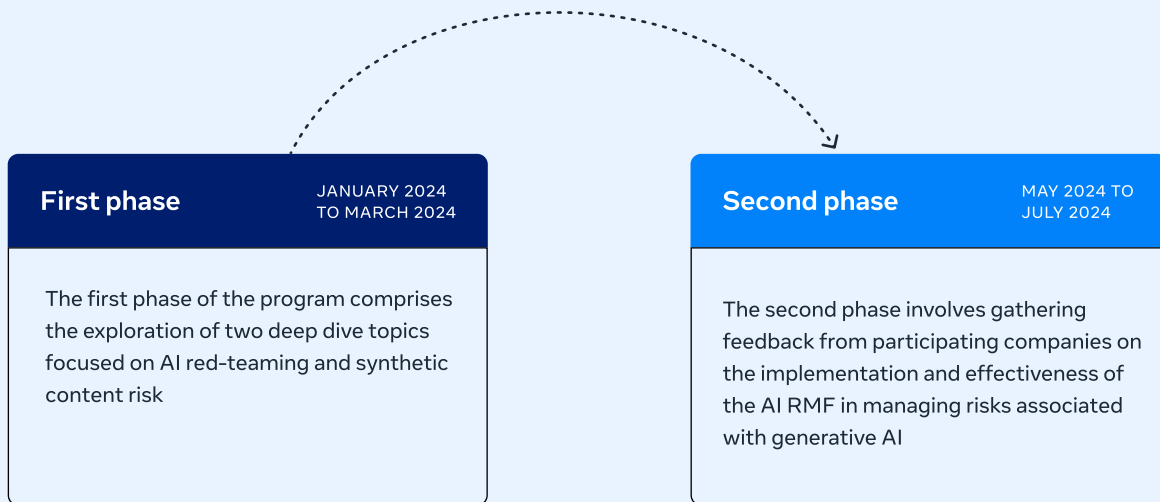 First phase
JANUARY 2024
TO MARCH 2024
The first phase of the program comprises
the exploration of two deep dive topics
focused on AI red-teaming and synthetic
content risk
Second phase
MAY 2024 TO
JULY 2024
The second phase involves gathering
feedback from participating companies on
the implementation and effectiveness of
the AI RMF in managing risks associated
with generative AI